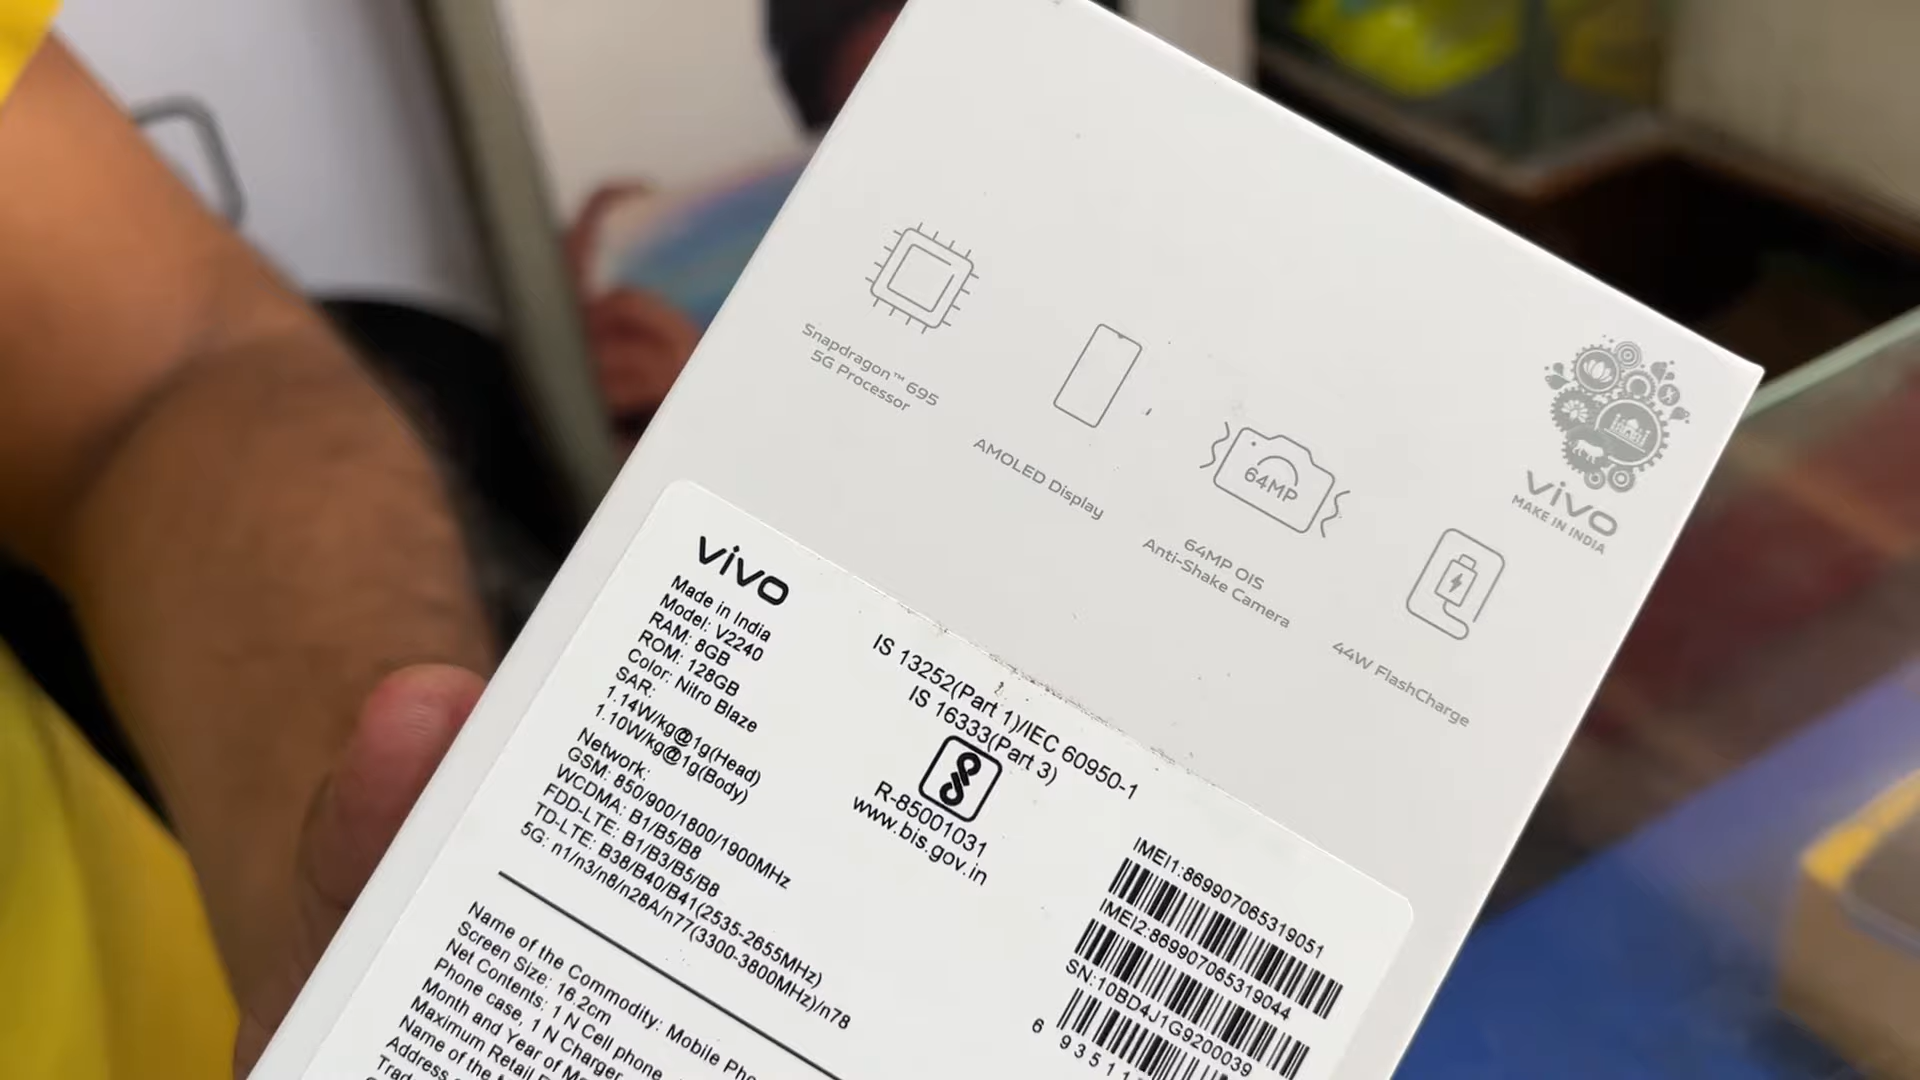 Snapdragon™ 695
5G Processor
AMOLED Display
64MP
64MP OIS
Anti-Shake Camera
44W FlashCharge
vivo
MAKE IN INDIA
vivo
Made in India
Model: V2240
RAM: 8GB
ROM: 128GB
Color: Nitro Blaze
SAR:
1.14W/kg@1g(Head)
1.10W/kg@1g(Body)
Network:
GSM: 850/900/1800/1900MHz
WCDMA: B1/B5/B8
FDD-LTE: B1/B3/B5/B8
TD-LTE: B38/B40/B41(2535-2655MHz)
5G: n1/n3/n8/n28A/n77(3300-3800MHz)/n78
IS 13252(Part 1)/IEC 60950-1
IS 16333(Part 3)
R-85001031
www.bis.gov.in
IMEI1:869907065319051
IMEI2:869907065319044
SN:10BD4J1G9200039
6 9351
Name of the Commodity: Mobile
Screen Size: 16.2cm
Net Contents: 1 N Cell phone,
Phone case, 1 N Charger
Month and Year of
Maximum Retail
Name of the
Address